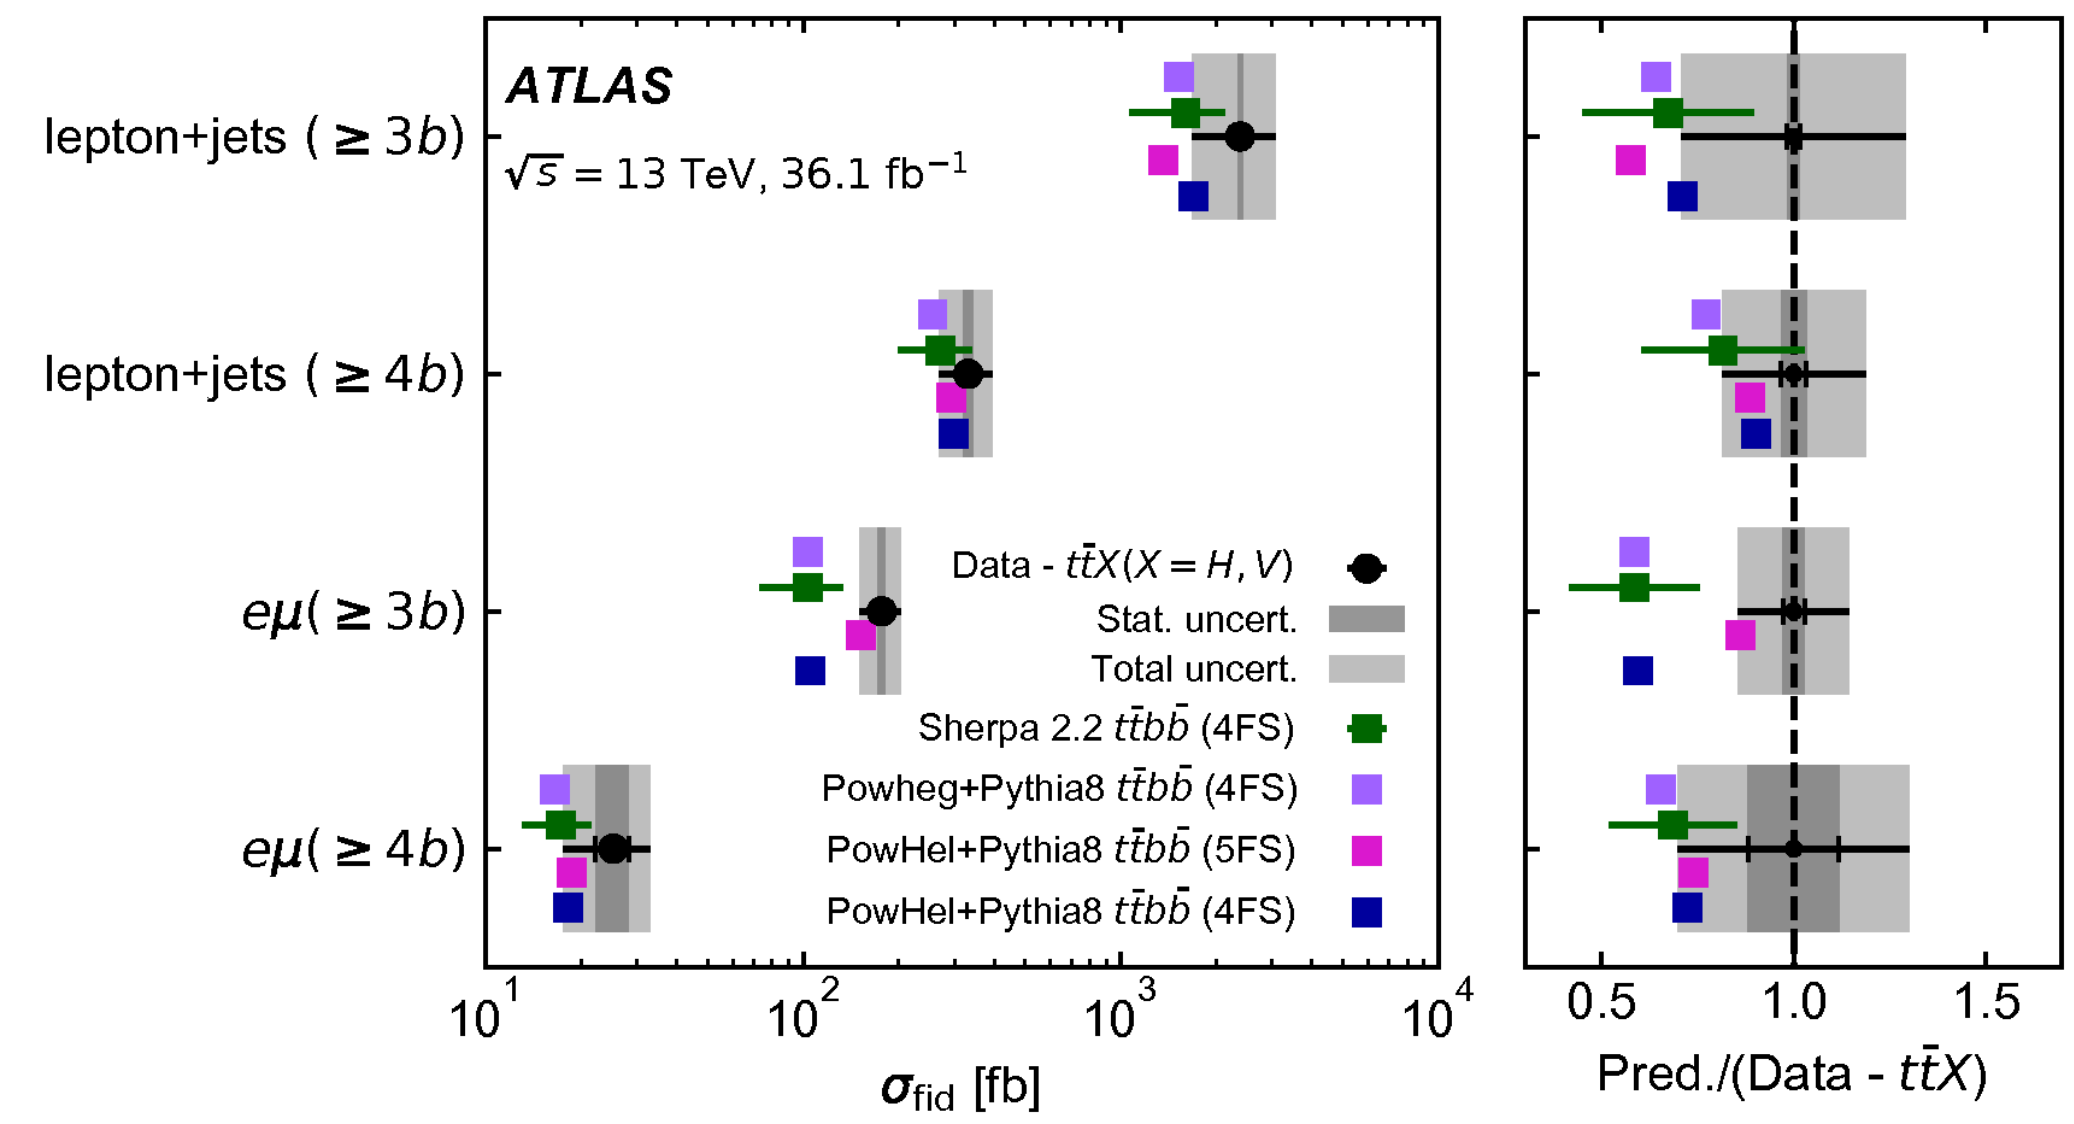 ATLAS
√s = 13 TeV, 36.1 fb⁻¹
lepton+jets ( ≥ 3b)
lepton+jets ( ≥ 4b)
eμ( ≥ 3b)
eμ( ≥ 4b)
Data - tt̄X(X = H, V)
Stat. uncert.
Total uncert.
Sherpa 2.2 tt̄bb̄ (4FS)
Powheg+Pythia8 tt̄bb̄ (4FS)
PowHel+Pythia8 tt̄bb̄ (5FS)
PowHel+Pythia8 tt̄bb̄ (4FS)
10¹ 10² 10³ 10⁴
σ_fid [fb]
0.5 1.0 1.5
Pred./(Data - tt̄X)